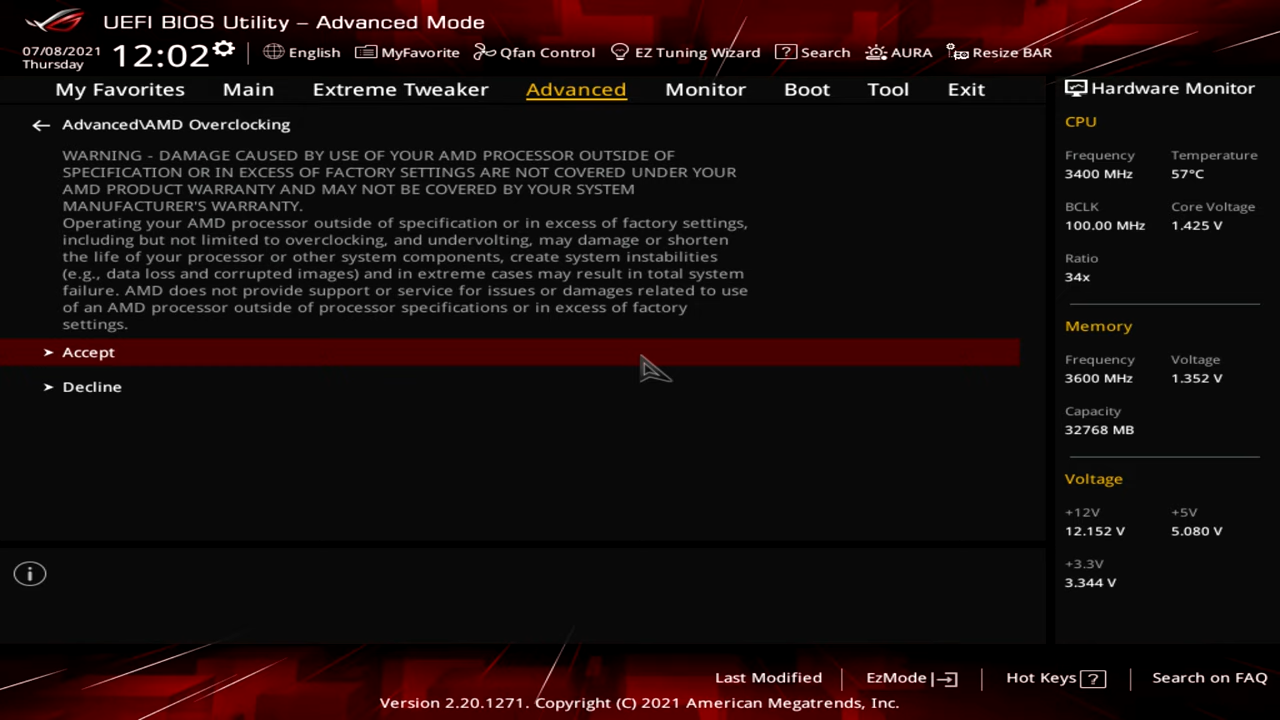 UEFI BIOS Utility – Advanced Mode
07/08/2021
Thursday
12:02
English
MyFavorite
Qfan Control
EZ Tuning Wizard
? Search
AURA
Resize BAR
My Favorites
Main
Extreme Tweaker
Advanced
Monitor
Boot
Tool
Exit
Advanced\AMD Overclocking
WARNING - DAMAGE CAUSED BY USE OF YOUR AMD PROCESSOR OUTSIDE OF
SPECIFICATION OR IN EXCESS OF FACTORY SETTINGS ARE NOT COVERED UNDER YOUR
AMD PRODUCT WARRANTY AND MAY NOT BE COVERED BY YOUR SYSTEM
MANUFACTURER'S WARRANTY.
Operating your AMD processor outside of specification or in excess of factory settings,
including but not limited to overclocking, and undervolting, may damage or shorten
the life of your processor or other system components, create system instabilities
(e.g., data loss and corrupted images) and in extreme cases may result in total system
failure. AMD does not provide support or service for issues or damages related to use
of an AMD processor outside of processor specifications or in excess of factory
settings.
Accept
Decline
Hardware Monitor
CPU
Frequency Temperature
3400 MHz 57°C
BCLK Core Voltage
100.00 MHz 1.425 V
Ratio
34x
Memory
Frequency Voltage
3600 MHz 1.352 V
Capacity
32768 MB
Voltage
+12V +5V
12.152 V 5.080 V
+3.3V
3.344 V
i
Last Modified
EzMode
Hot Keys ?
Search on FAQ
Version 2.20.1271. Copyright (C) 2021 American Megatrends, Inc.